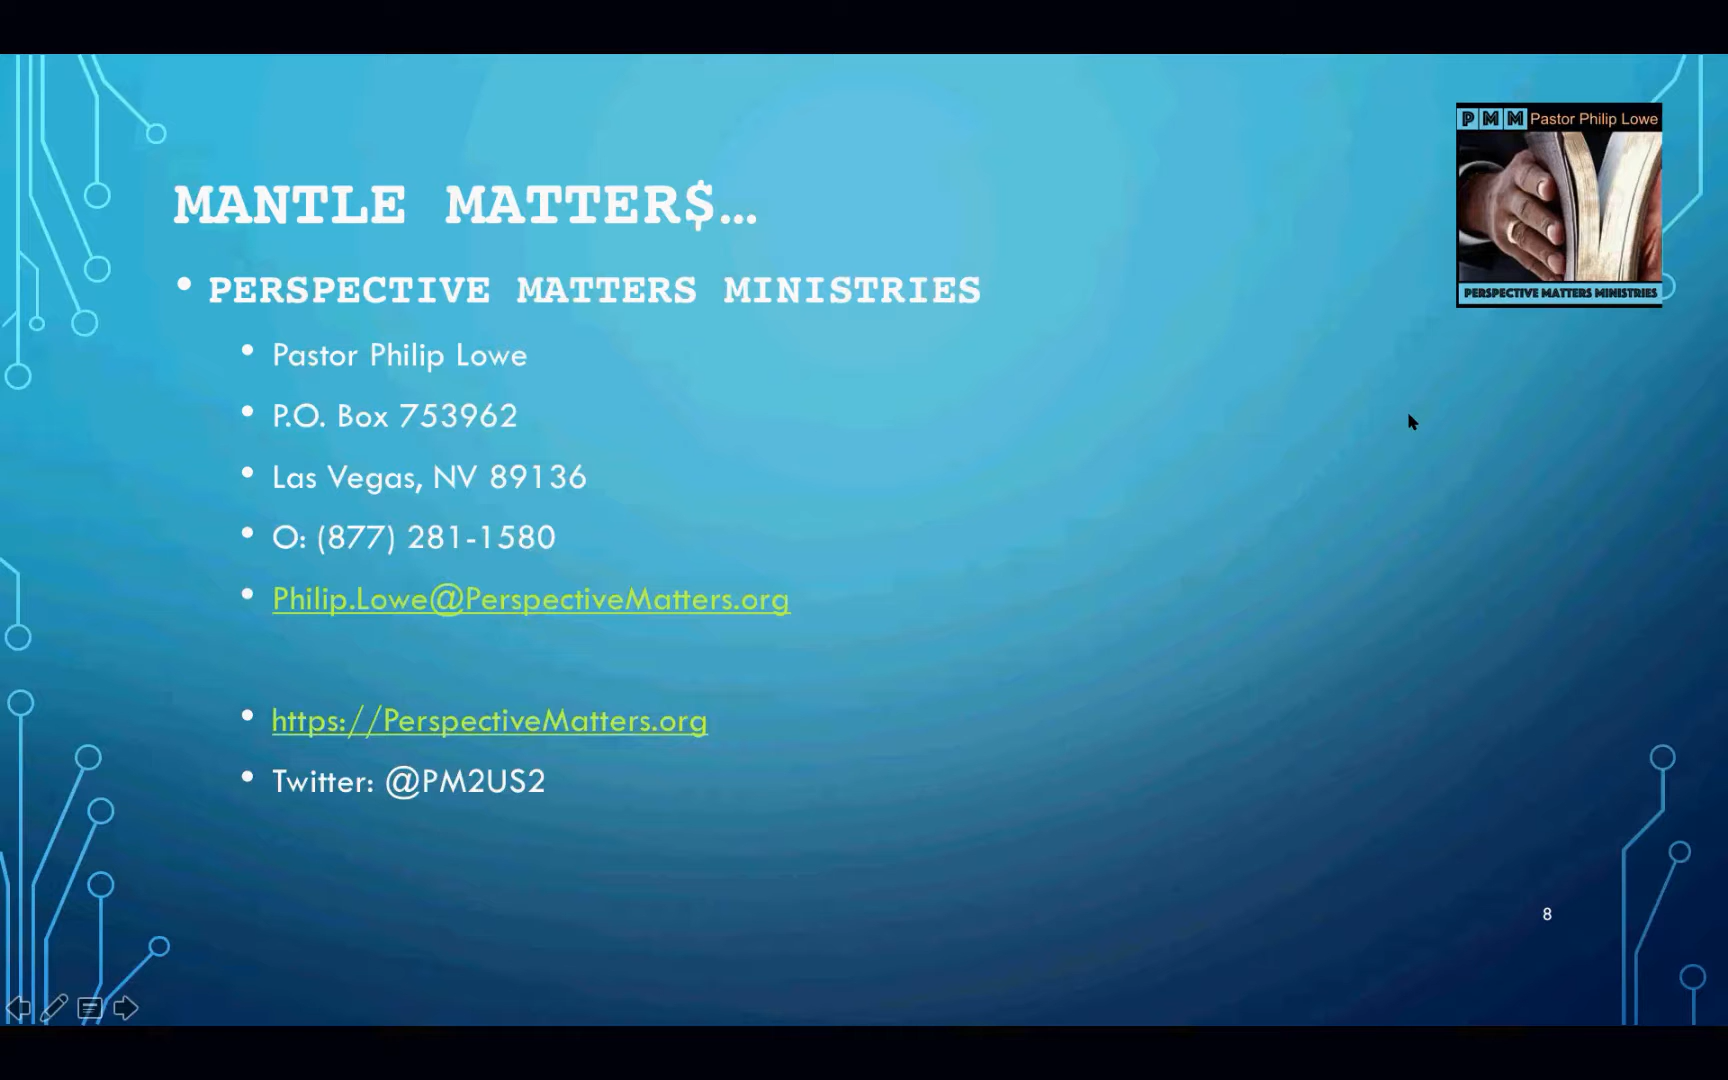 P M M Pastor Philip Lowe
PERSPECTIVE MATTERS MINISTRIES
MANTLE MATTER$...
• PERSPECTIVE MATTERS MINISTRIES
• Pastor Philip Lowe
• P.O. Box 753962
• Las Vegas, NV 89136
• O: (877) 281-1580
• Philip.Lowe@PerspectiveMatters.org
• https://PerspectiveMatters.org
• Twitter: @PM2US2
8